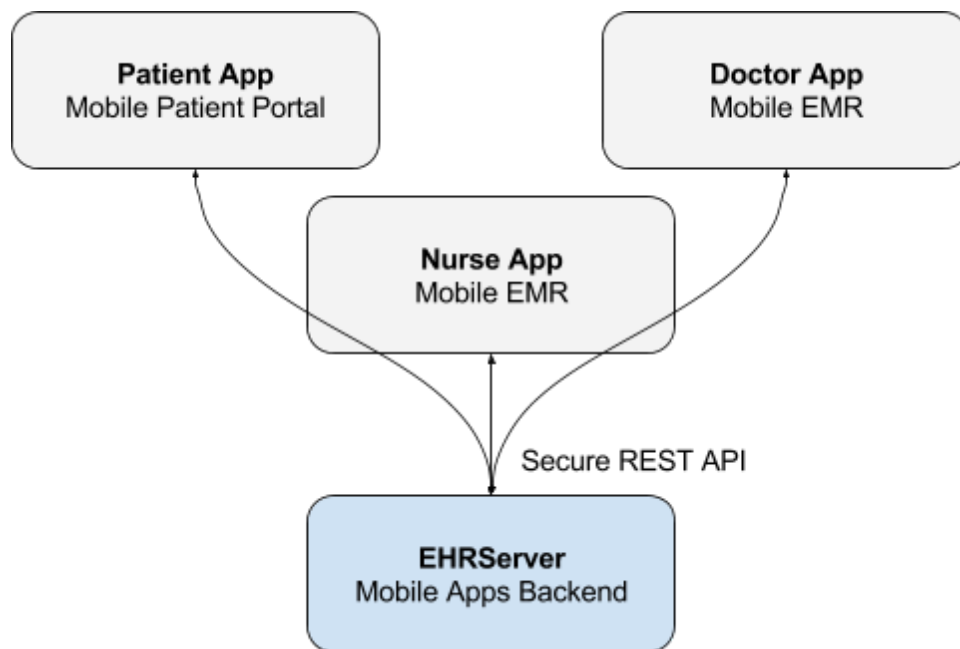 Patient App
Mobile Patient Portal
Doctor App
Mobile EMR
Nurse App
Mobile EMR
Secure REST API
EHRServer
Mobile Apps Backend